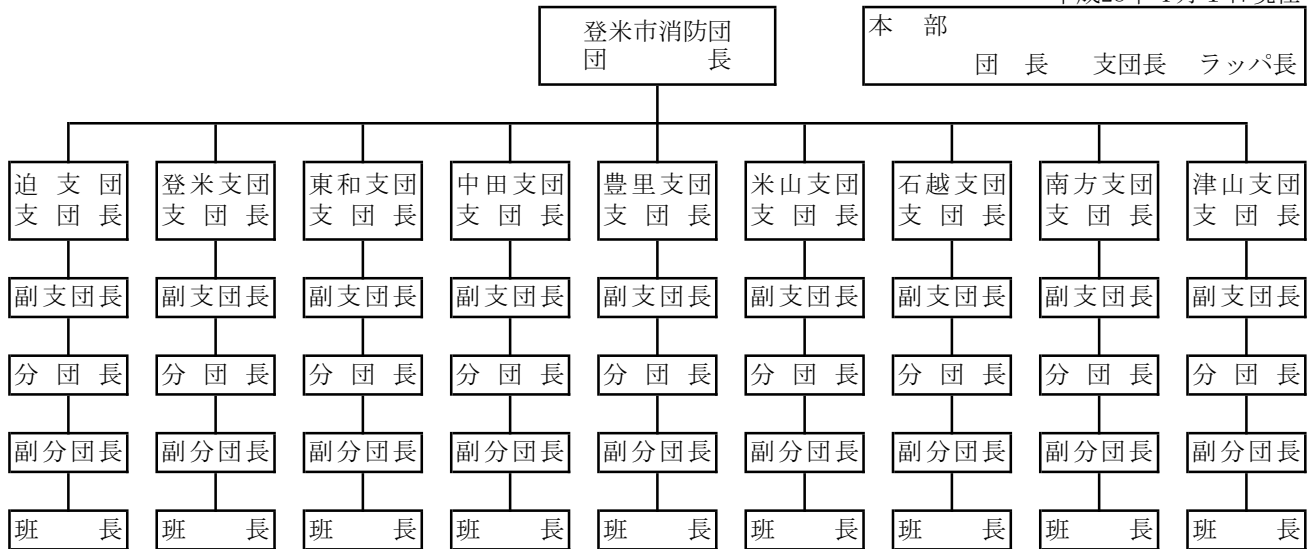 登米市消防団
団長
本部
団長 支団長 ラッパ長
迫支団 登米支団 東和支団 中田支団 豊里支団 米山支団 石越支団 南方支団 津山支団
支団長 支団長 支団長 支団長 支団長 支団長 支団長 支団長 支団長
副支団長 副支団長 副支団長 副支団長 副支団長 副支団長 副支団長 副支団長 副支団長
分団長 分団長 分団長 分団長 分団長 分団長 分団長 分団長 分団長
副分団長 副分団長 副分団長 副分団長 副分団長 副分団長 副分団長 副分団長 副分団長
班長 班長 班長 班長 班長 班長 班長 班長 班長